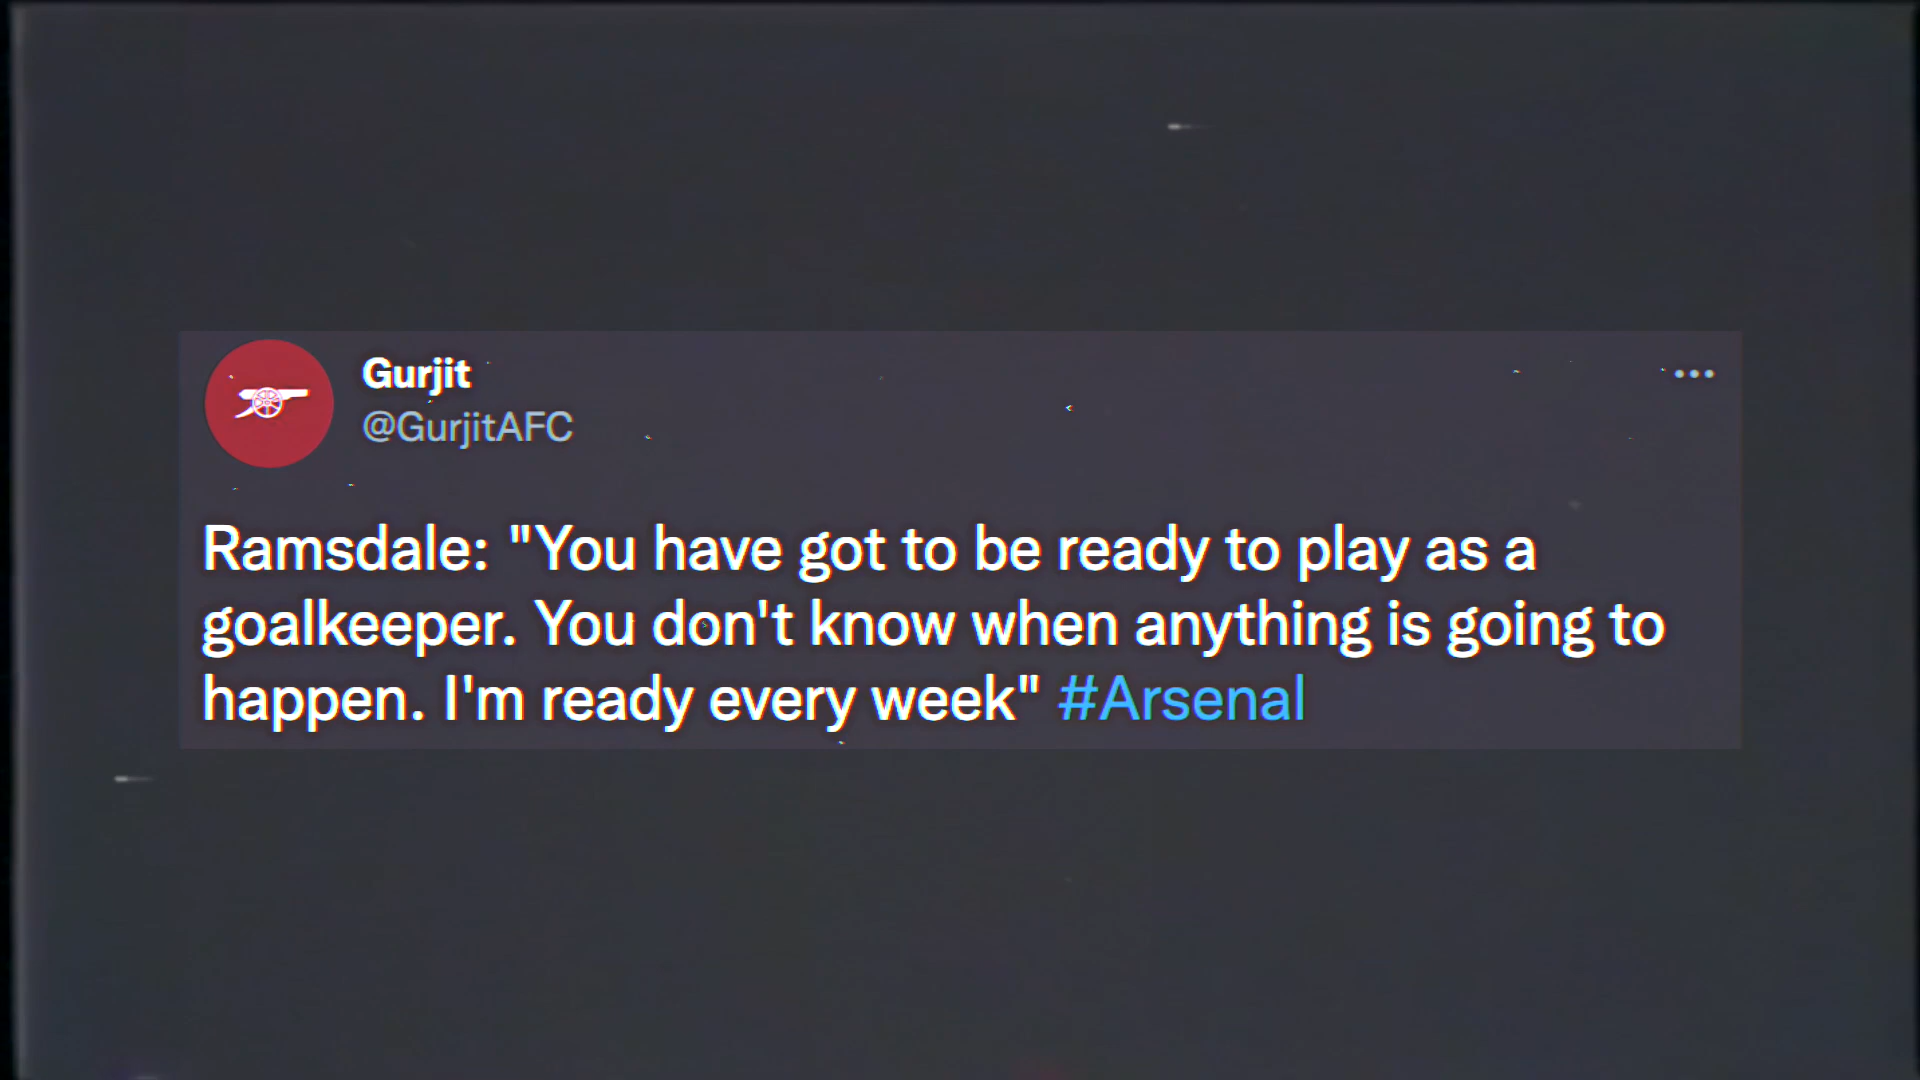 Gurjit
@GurjitAFC
Ramsdale: "You have got to be ready to play as a
goalkeeper. You don't know when anything is going to
happen. I'm ready every week" #Arsenal